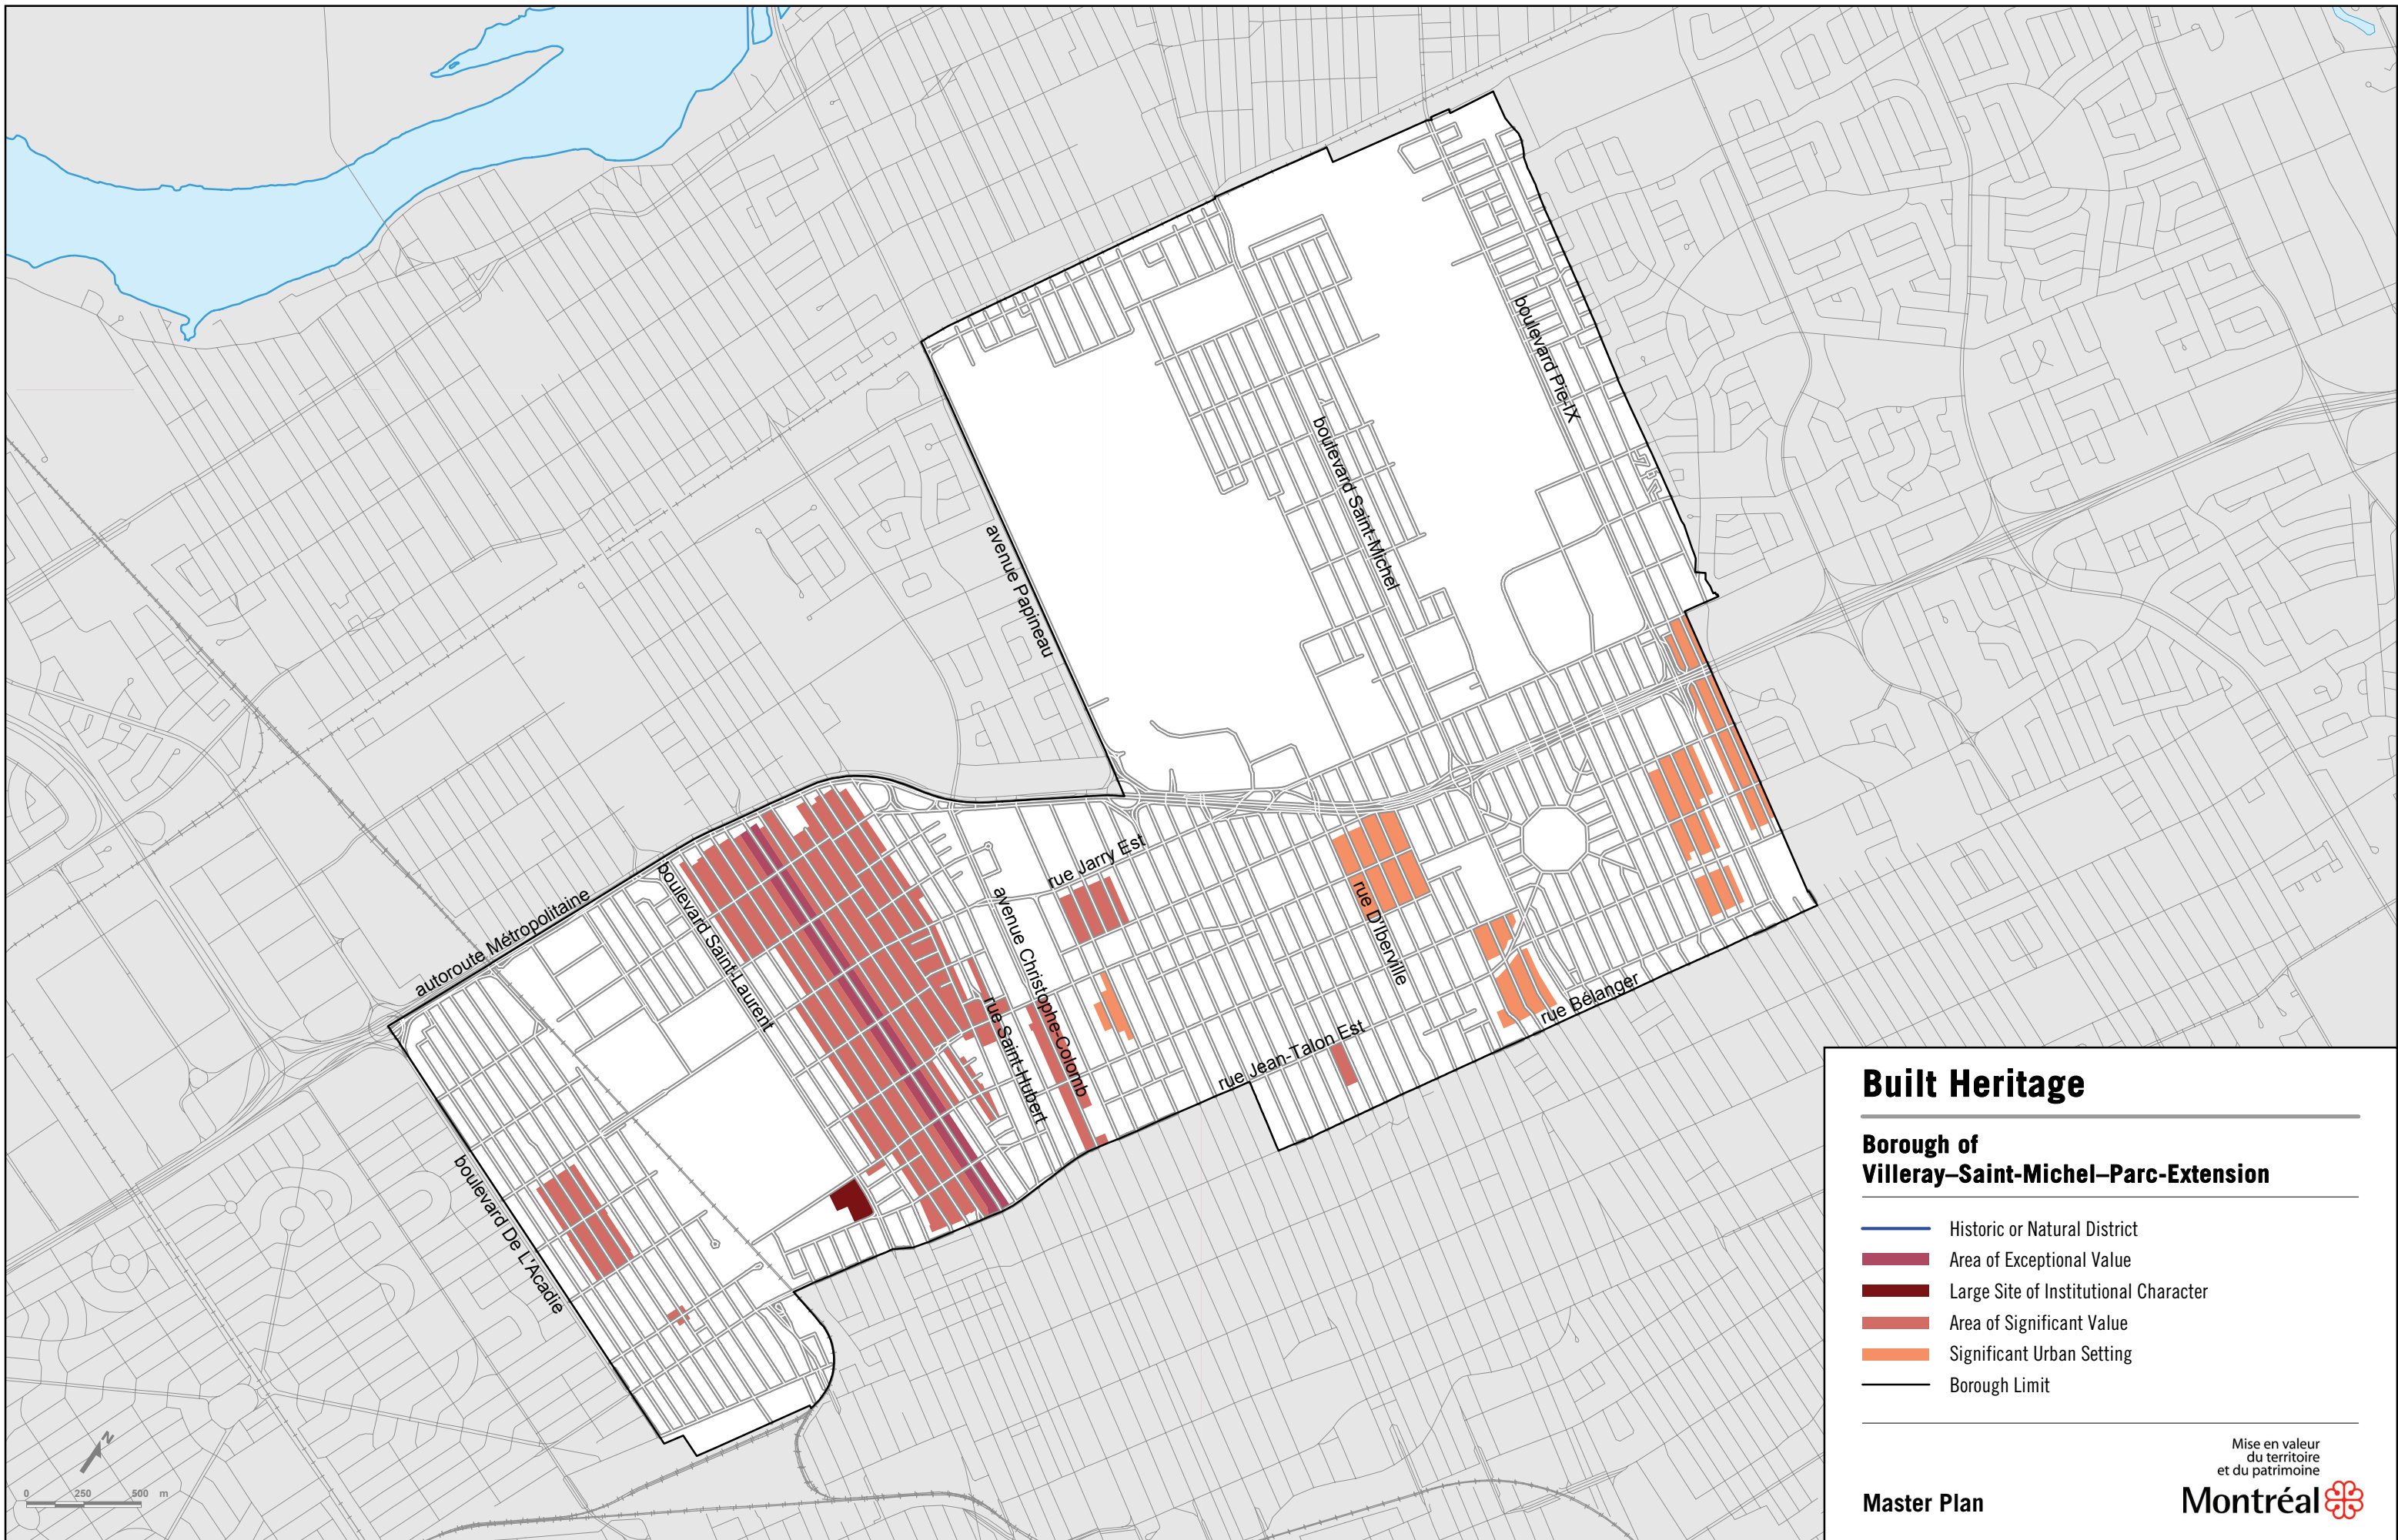 boulevard Pie-IX
boulevard Saint-Michel
avenue Papineau
rue Jarry Est
autoroute Métropolitaine
boulevard Saint-Laurent
avenue Christophe-Colomb
rue D'Iberville
rue Saint-Hubert
rue Bélanger
rue Jean-Talon Est
boulevard De L'Acadie
N
0 250 500 m
Built Heritage
Borough of
Villeray–Saint-Michel–Parc-Extension
Historic or Natural District
Area of Exceptional Value
Large Site of Institutional Character
Area of Significant Value
Significant Urban Setting
Borough Limit
Mise en valeur
du territoire
et du patrimoine
Master Plan
Montréal